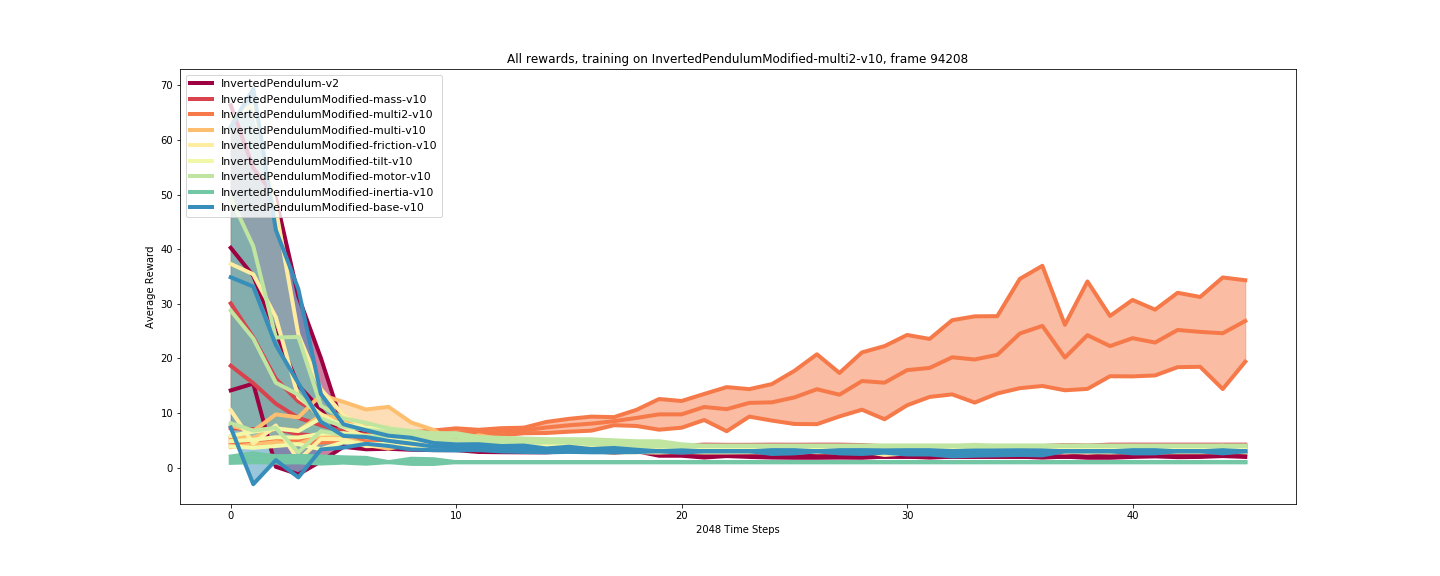 All rewards, training on InvertedPendulumModified-multi2-v10, frame 94208
InvertedPendulum-v2
InvertedPendulumModified-mass-v10
InvertedPendulumModified-multi2-v10
InvertedPendulumModified-multi-v10
InvertedPendulumModified-friction-v10
InvertedPendulumModified-tilt-v10
InvertedPendulumModified-motor-v10
InvertedPendulumModified-inertia-v10
InvertedPendulumModified-base-v10
Average Reward
70
60
50
40
30
20
10
0
0 10 20 30 40
2048 Time Steps